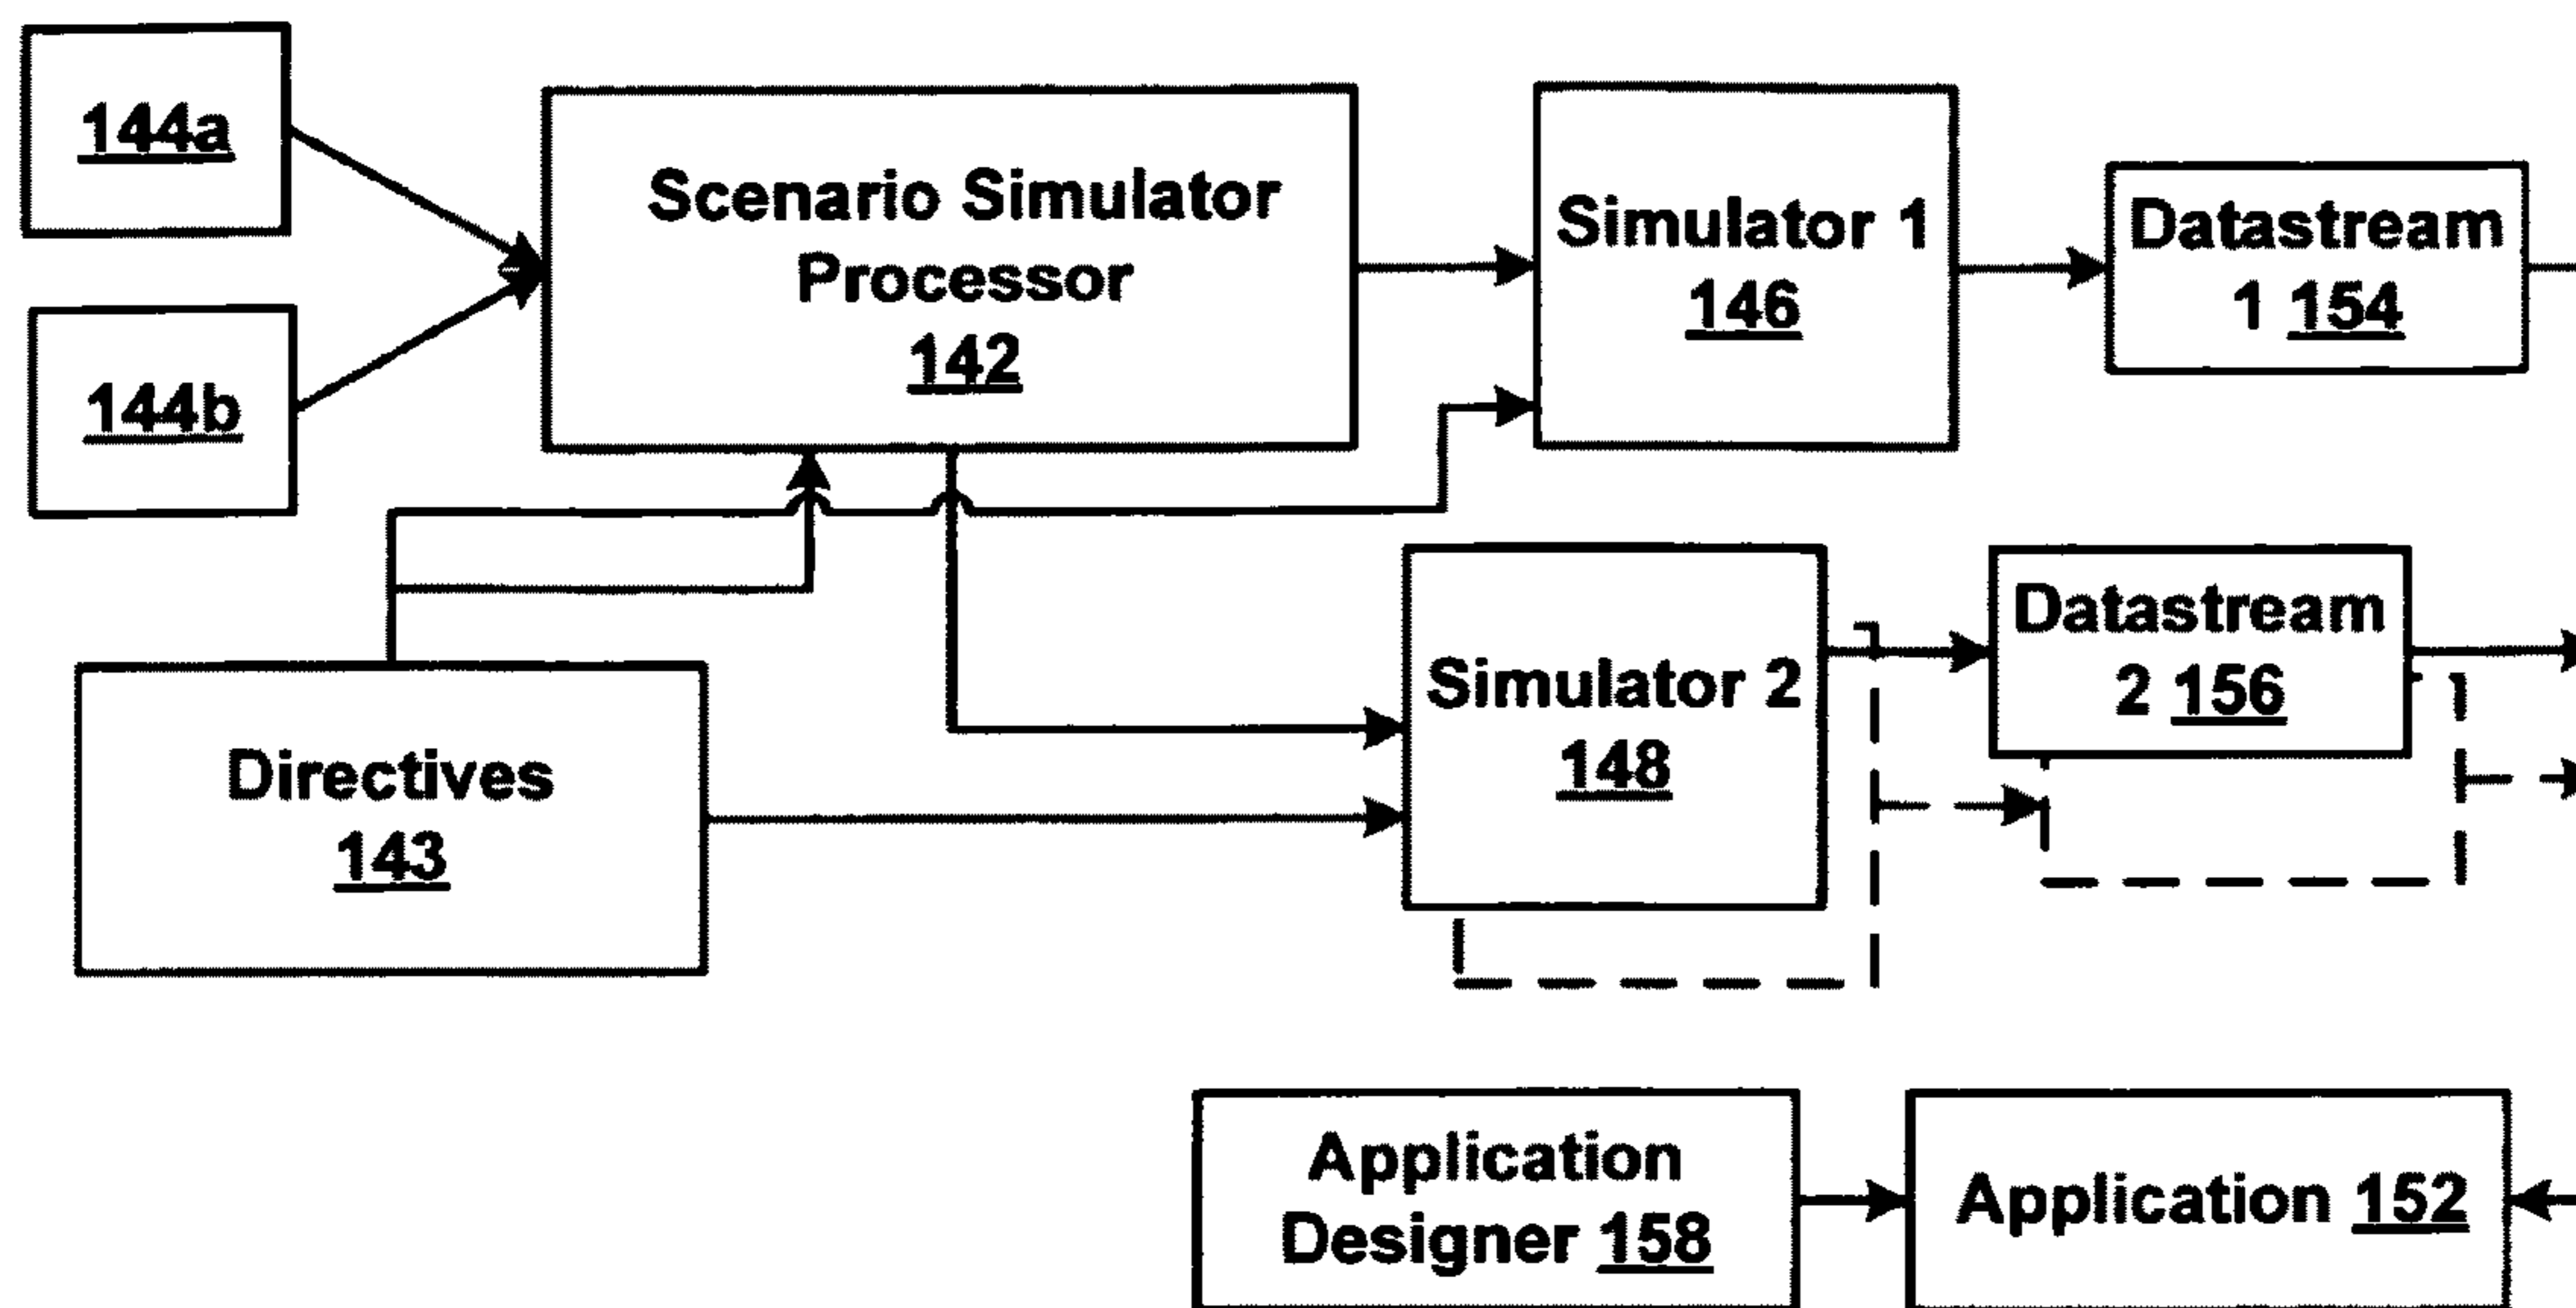 144a
Scenario Simulator
Processor
142
Simulator 1
146
Datastream
1 154
144b
Directives
143
Simulator 2
148
Datastream
2 156
Application
Designer 158
Application 152